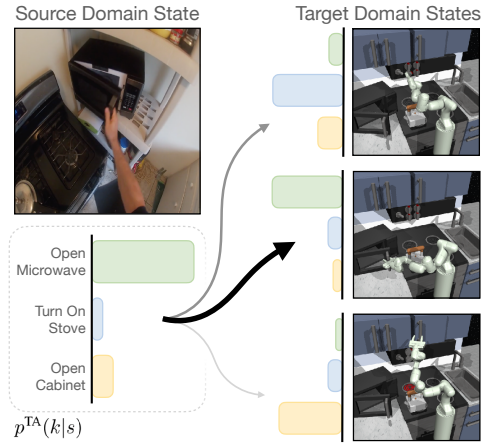 Source Domain State
Target Domain States
Open
Microwave
Turn On
Stove
Open
Cabinet
p^TA(k|s)